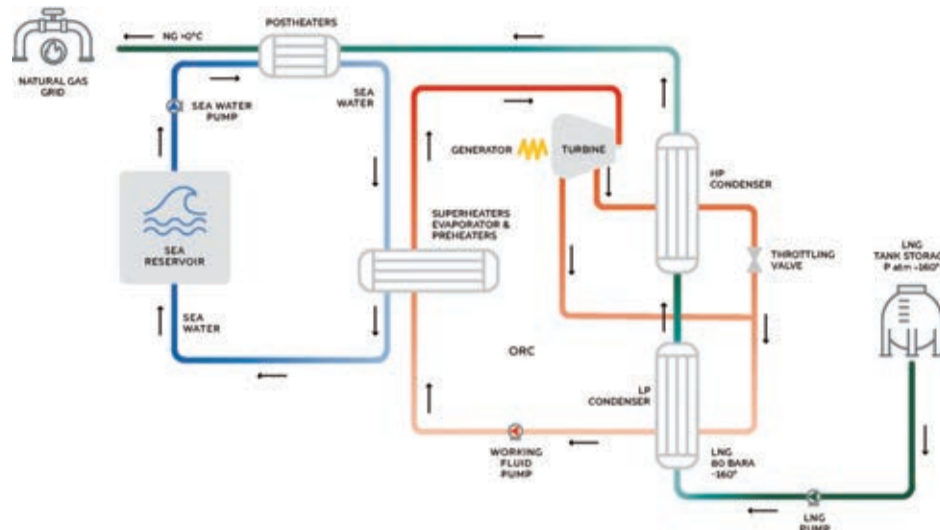 POSTHEATERS
NG >0°C
NATURAL GAS
GRID
SEA WATER
PUMP
SEA
WATER
GENERATOR
TURBINE
HP
CONDENSER
SEA
RESERVOIR
SUPERHEATERS
EVAPORATOR &
PREHEATERS
THROTTLING
VALVE
LNG
TANK STORAGE
P atm -160°
SEA
WATER
ORC
LP
CONDENSER
WORKING
FLUID
PUMP
LNG
80 BARA
-160°
LNG
PUMP